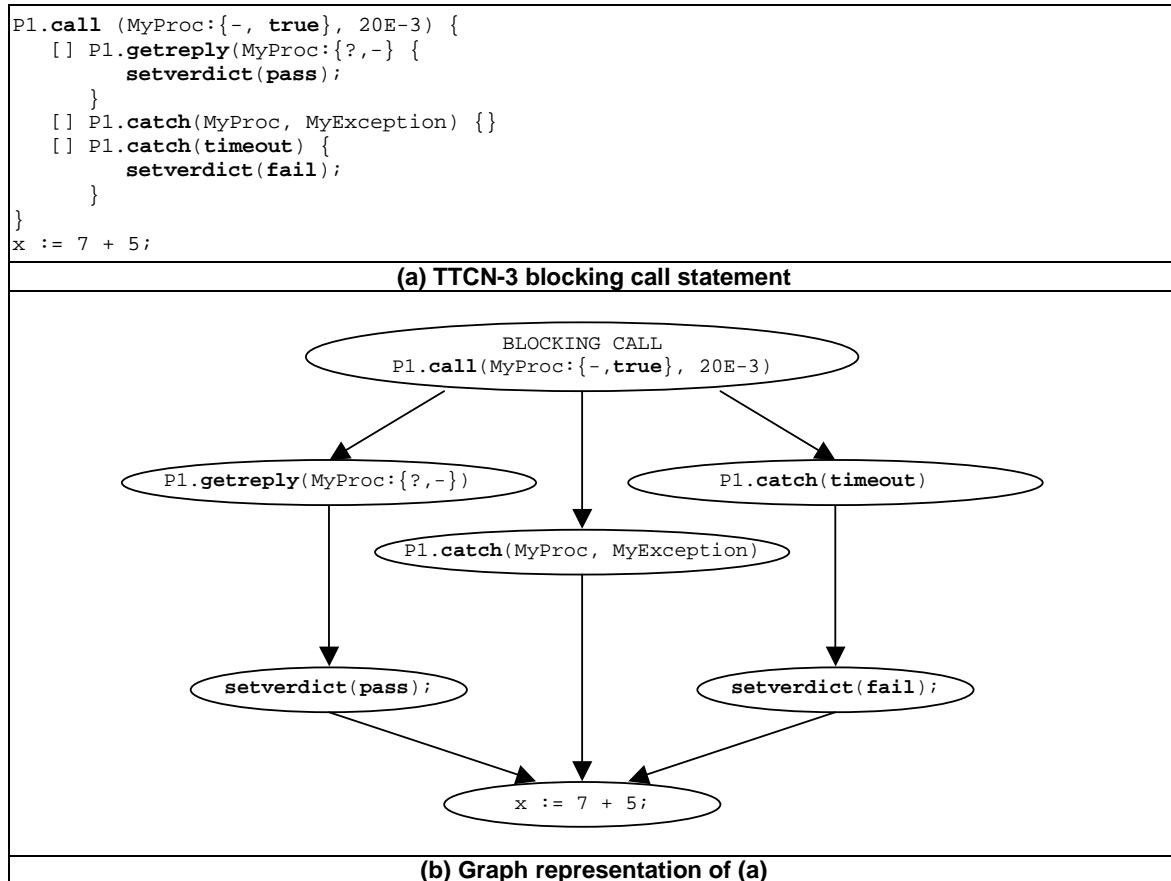 P1.call (MyProc:{-, true}, 20E-3) {
[] P1.getreply(MyProc:{?,-} {
setverdict(pass);
}
[] P1.catch(MyProc, MyException) {}
[] P1.catch(timeout) {
setverdict(fail);
}
}
x := 7 + 5;
(a) TTCN-3 blocking call statement
BLOCKING CALL
P1.call(MyProc:{-,true}, 20E-3)
P1.getreply(MyProc:{?,-})
P1.catch(timeout)
P1.catch(MyProc, MyException)
setverdict(pass);
setverdict(fail);
x := 7 + 5;
(b) Graph representation of (a)